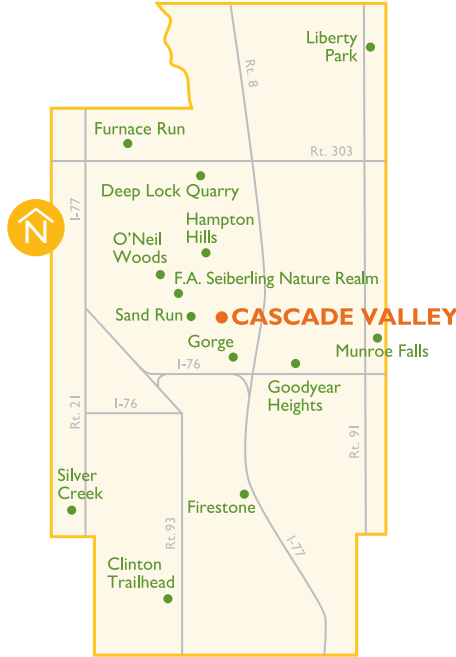 Liberty
Park
Rt. 8
Furnace Run
Rt. 303
Deep Lock Quarry
I-77
N
Hampton
Hills
O'Neil
Woods
F.A. Seiberling Nature Realm
Sand Run
CASCADE VALLEY
Gorge
Munroe Falls
I-76
Goodyear
Heights
I-76
Rt. 21
Rt. 91
Silver
Creek
Firestone
Rt. 93
I-77
Clinton
Trailhead